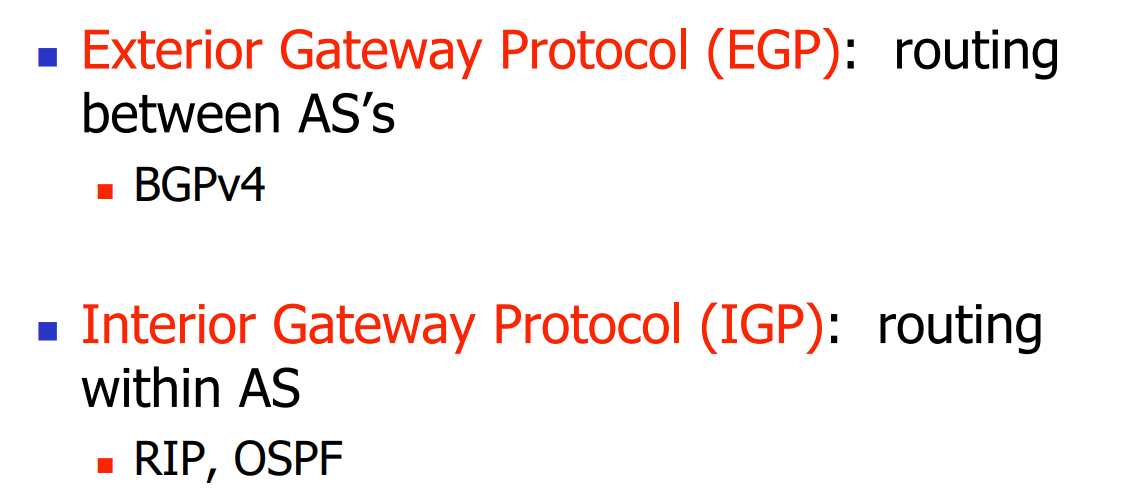 Exterior Gateway Protocol (EGP): routing
between AS’s
BGPv4
Interior Gateway Protocol (IGP): routing
within AS
RIP, OSPF